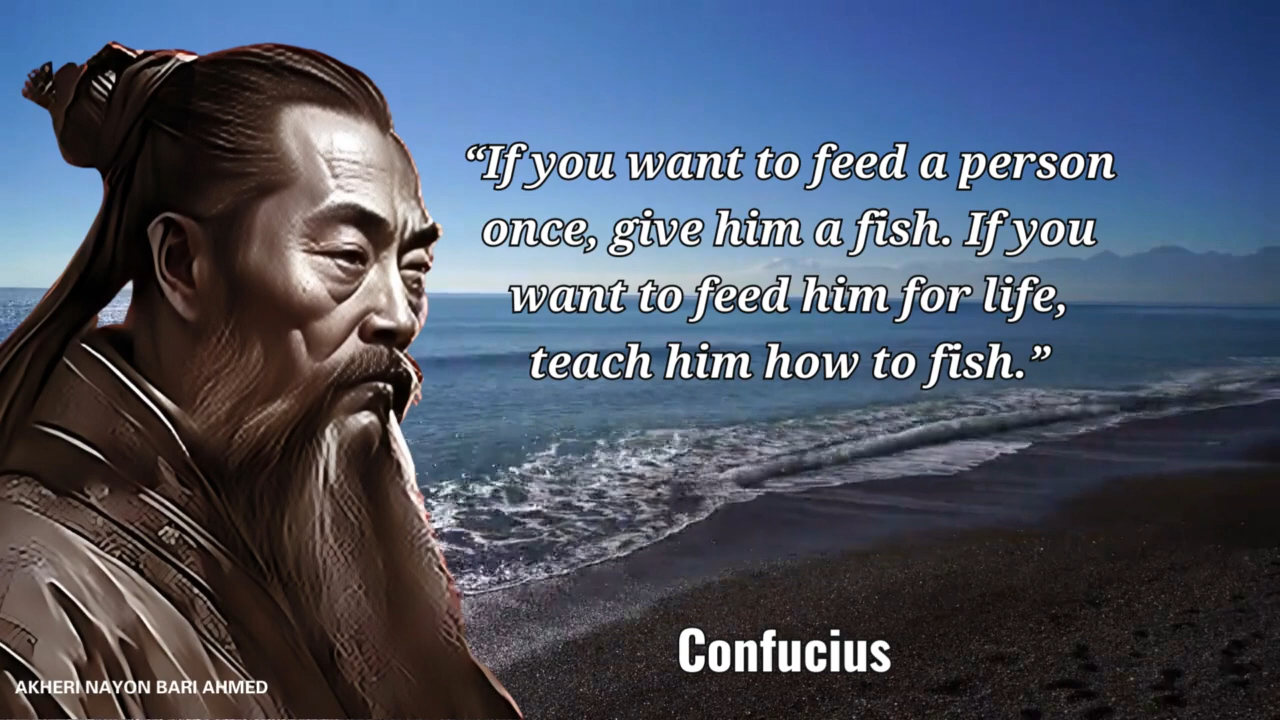 “If you want to feed a person
once, give him a fish. If you
want to feed him for life,
teach him how to fish.”
Confucius
AKHERI NAYON BARI AHMED